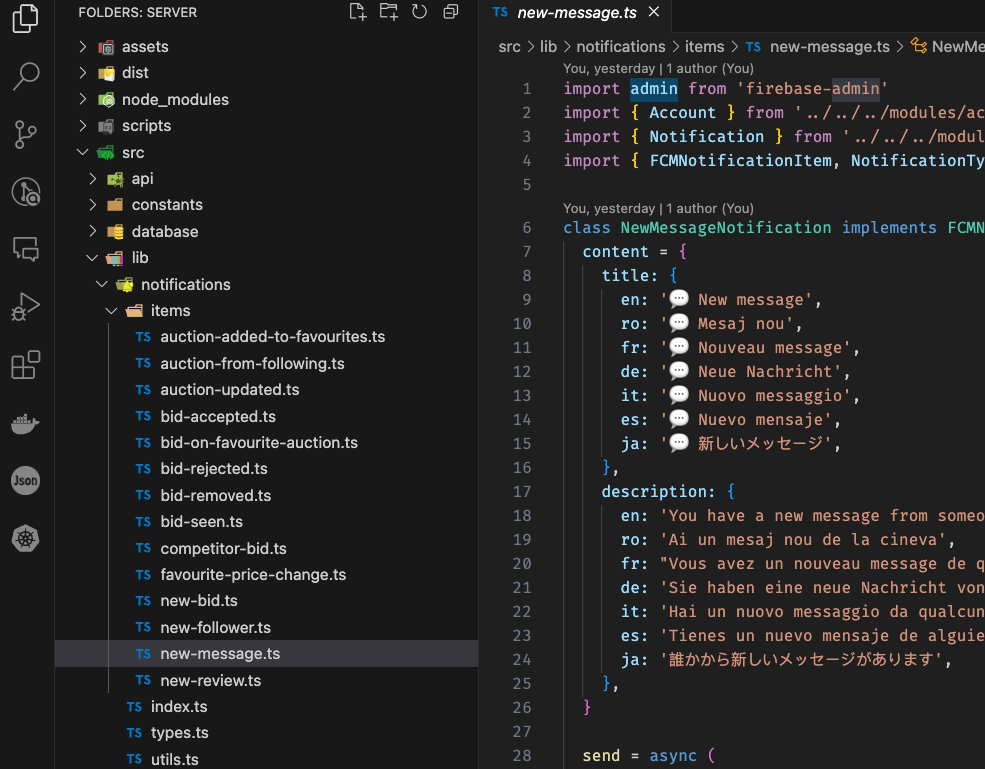 FOLDERS: SERVER
assets
dist
node_modules
scripts
src
api
constants
database
lib
notifications
items
TS auction-added-to-favourites.ts
TS auction-from-following.ts
TS auction-updated.ts
TS bid-accepted.ts
TS bid-on-favourite-auction.ts
TS bid-rejected.ts
TS bid-removed.ts
TS bid-seen.ts
TS competitor-bid.ts
TS favourite-price-change.ts
TS new-bid.ts
TS new-follower.ts
TS new-message.ts
TS new-review.ts
TS index.ts
TS types.ts
TS utils.ts
Json
TS new-message.ts
src > lib > notifications > items > TS new-message.ts > NewMe
You, yesterday | 1 author (You)
1 import admin from 'firebase-admin'
2 import { Account } from '../../../modules/ac
3 import { Notification } from '../../../modul
4 import { FCMNotificationItem, NotificationTy
5
You, yesterday | 1 author (You)
6 class NewMessageNotification implements FCMN
7 content = {
8 title: {
9 en: '💬 New message',
10 ro: '💬 Mesaj nou',
11 fr: '💬 Nouveau message',
12 de: '💬 Neue Nachricht',
13 it: '💬 Nuovo messaggio',
14 es: '💬 Nuevo mensaje',
15 ja: '💬 新しいメッセージ',
16 },
17 description: {
18 en: 'You have a new message from someo
19 ro: 'Ai un mesaj nou de la cineva',
20 fr: "Vous avez un nouveau message de q
21 de: 'Sie haben eine neue Nachricht von
22 it: 'Hai un nuovo messaggio da qualcun
23 es: 'Tienes un nuevo mensaje de alguie
24 ja: '誰かから新しいメッセージがあります',
25 },
26 }
27
28 send = async (